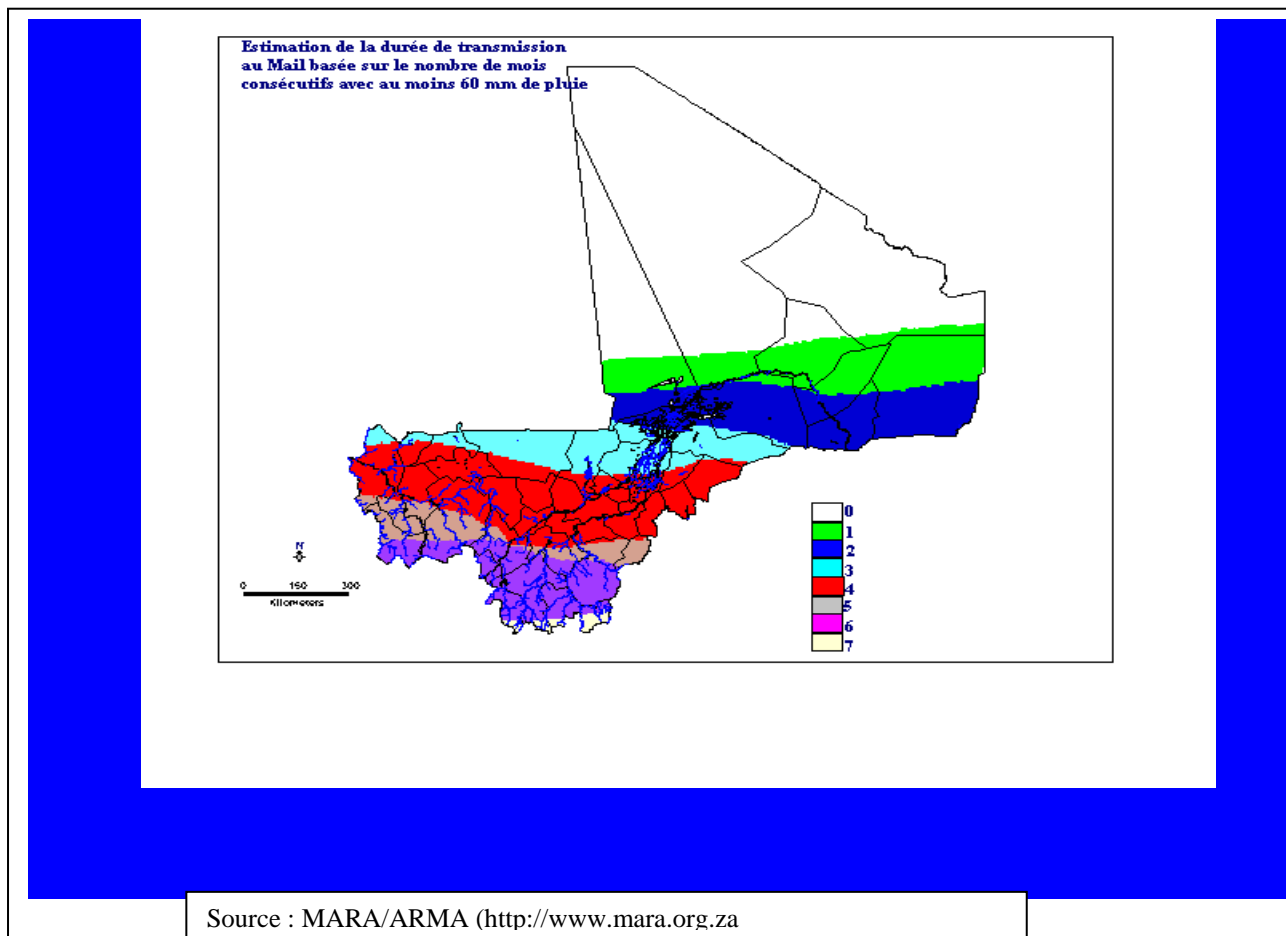 Estimation de la durée de transmission
au Mail basée sur le nombre de mois
consécutifs avec au moins 60 mm de pluie
0
1
2
3
4
5
6
7
N
0 150 300
Kilometers
Source : MARA/ARMA (http://www.mara.org.za